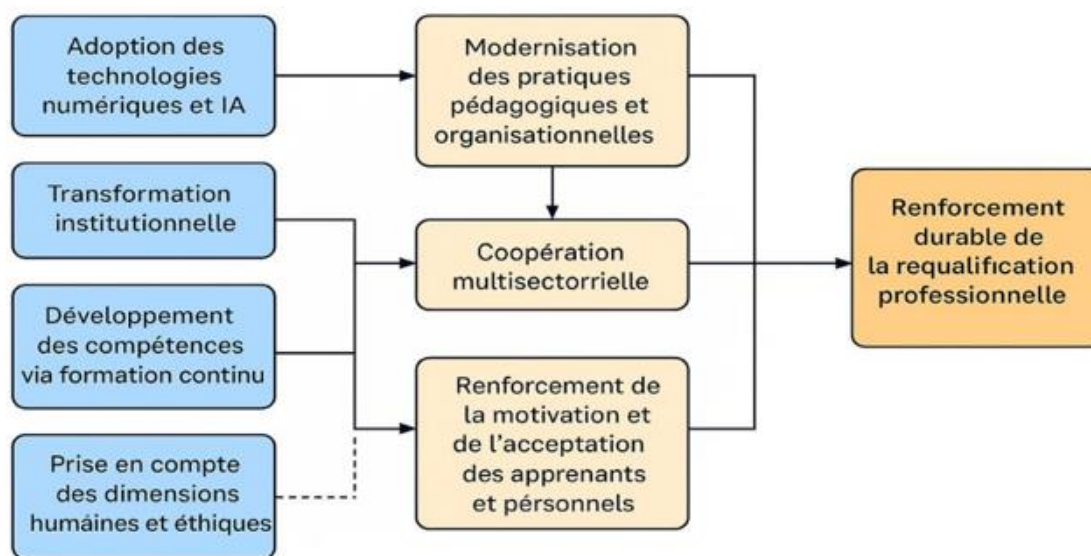 Adoption des
technologies
numériques et IA
Transformation
institutionnelle
Développement
des compétences
via formation continu
Prise en compte
des dimensions
humáines et éthiques
Modernisation
des pratiques
pédagogiques et
organisationnelles
Coopération
multisectorrielle
Renforcement de
la motivation et
de l'acceptation
des apprenants
et pérsonnels
Renforcement
durable de
la requalification
professionnelle